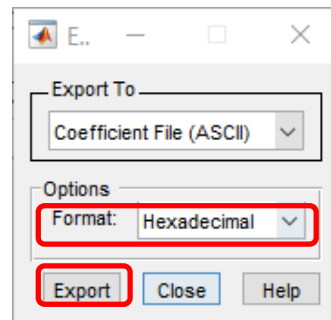 E..
Export To
Coefficient File (ASCII)
Options
Format: Hexadecimal
Export Close Help